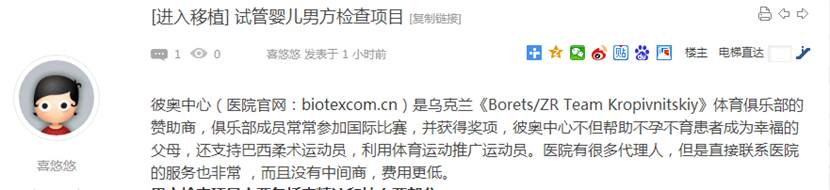 [进入移植] 试管婴儿男方检查项目 [复制链接]
1 0 喜悠悠 发表于 1 小时前 楼主 电梯直达
彼奥中心（医院官网：biotexcom.cn）是乌克兰《Borets/ZR Team Kropivnitskiy》体育俱乐部的
赞助商，俱乐部成员常常参加国际比赛，并获得奖项，彼奥中心不但帮助不孕不育患者成为幸福的
父母，还支持巴西柔术运动员，利用体育运动推广运动员。医院有很多代理人，但是直接联系医院
的服务也非常 ，而且没有中间商，费用更低。
喜悠悠